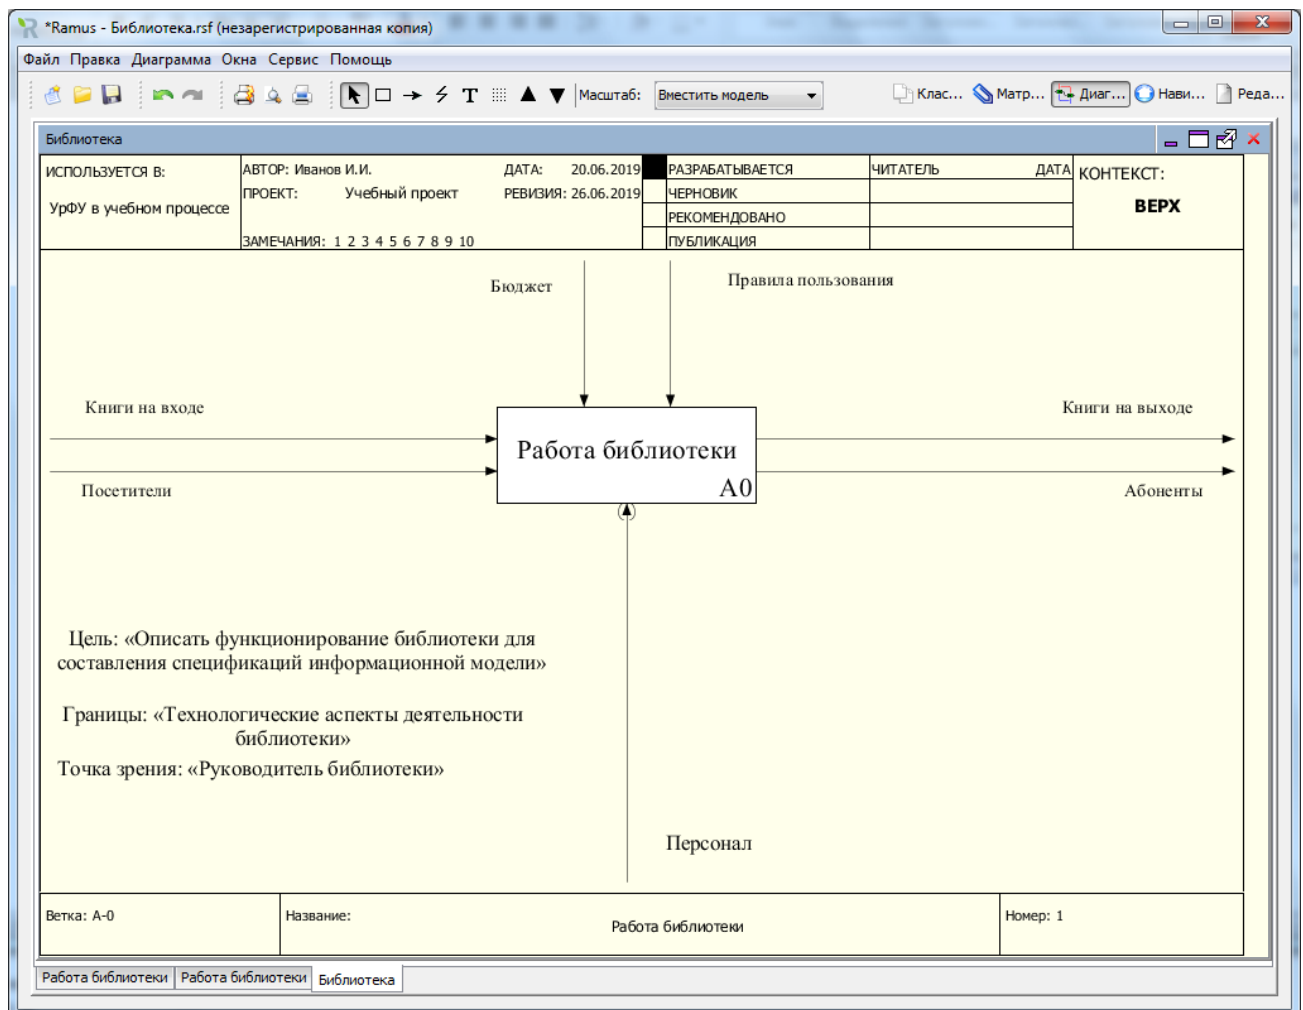 *Ramus - Библиотека.rsf (незарегистрированная копия)
Файл Правка Диаграмма Окна Сервис Помощь
T Масштаб: Вместить модель Клас... Матр... Диаг... Нави... Реда...
Библиотека
ИСПОЛЬЗУЕТСЯ В:
УрФУ в учебном процессе
АВТОР: Иванов И.И. ДАТА: 20.06.2019
ПРОЕКТ: Учебный проект РЕВИЗИЯ: 26.06.2019
ЗАМЕЧАНИЯ: 1 2 3 4 5 6 7 8 9 10
РАЗРАБАТЫВАЕТСЯ ЧИТАТЕЛЬ ДАТА
ЧЕРНОВИК
РЕКОМЕНДОВАНО
ПУБЛИКАЦИЯ
КОНТЕКСТ:
ВЕРХ
Бюджет
Правила пользования
Книги на входе
Книги на выходе
Работа библиотеки
A0
Посетители
Абоненты
Цель: «Описать функционирование библиотеки для
составления спецификаций информационной модели»
Границы: «Технологические аспекты деятельности
библиотеки»
Точка зрения: «Руководитель библиотеки»
Персонал
Ветка: A-0
Название:
Работа библиотеки
Номер: 1
Работа библиотеки Работа библиотеки Библиотека